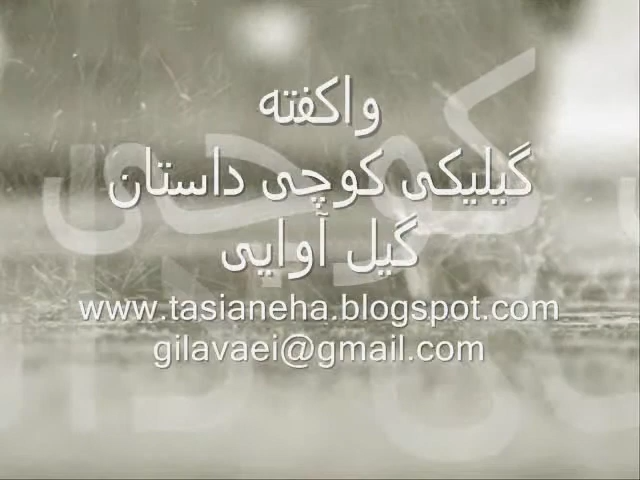 واکفته
گیلیکی کوچی داستان
گیل آوایی
www.tasianeha.blogspot.com
gilavaei@gmail.com